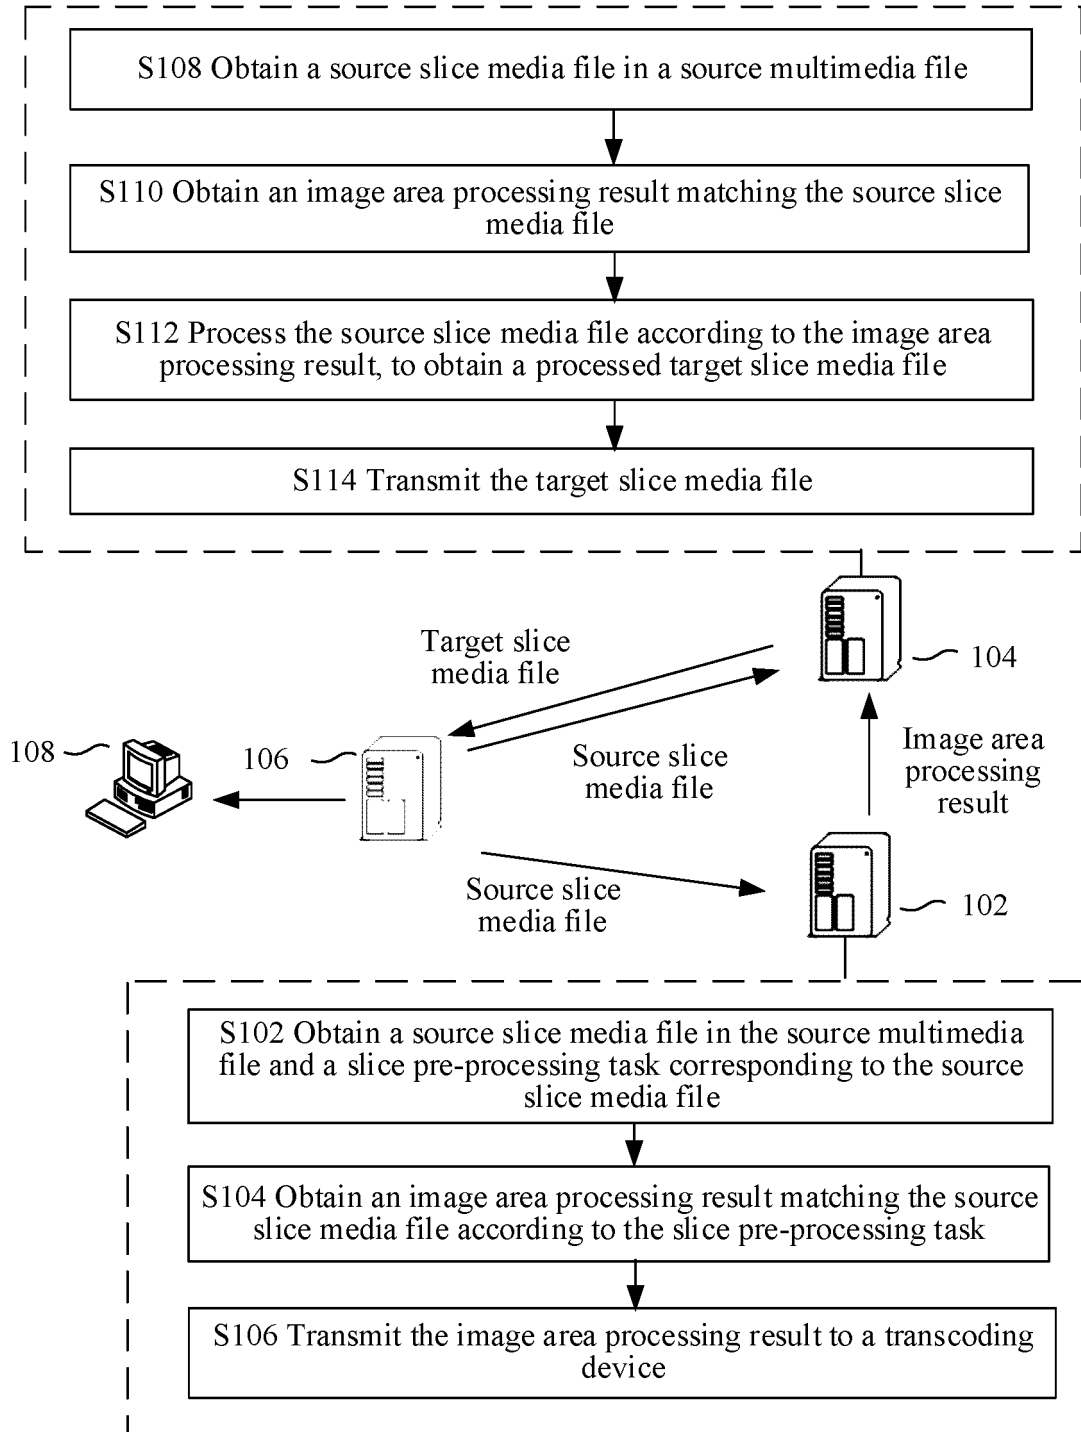 S108 Obtain a source slice media file in a source multimedia file
S110 Obtain an image area processing result matching the source slice
media file
S112 Process the source slice media file according to the image area
processing result, to obtain a processed target slice media file
S114 Transmit the target slice media file
Target slice
media file
104
108
106
Source slice
media file
Image area
processing
result
Source slice
media file
102
S102 Obtain a source slice media file in the source multimedia
file and a slice pre-processing task corresponding to the source
slice media file
S104 Obtain an image area processing result matching the source
slice media file according to the slice pre-processing task
S106 Transmit the image area processing result to a transcoding
device